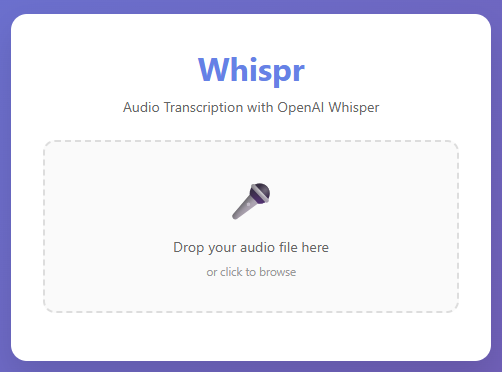 Whispr
Audio Transcription with OpenAI Whisper
Drop your audio file here
or click to browse